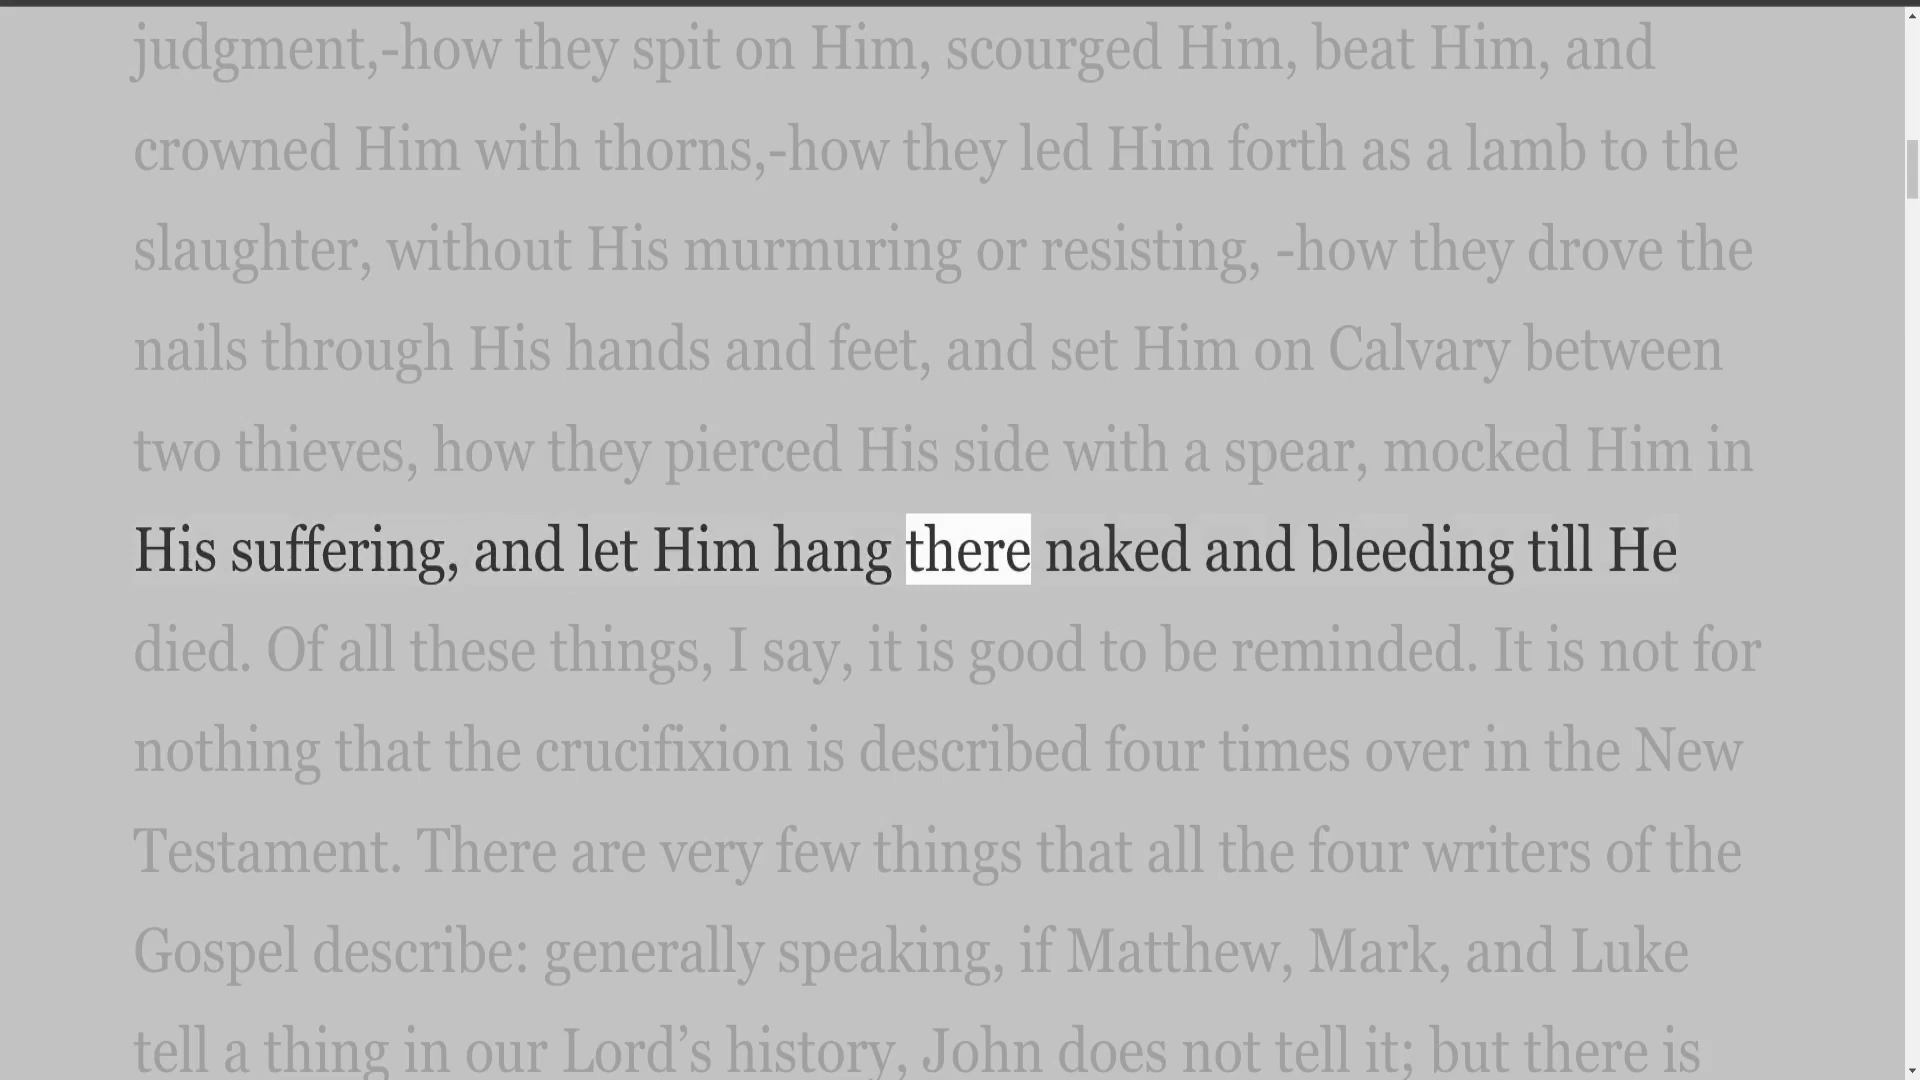 judgment,-how they spit on Him, scourged Him, beat Him, and
crowned Him with thorns,-how they led Him forth as a lamb to the
slaughter, without His murmuring or resisting, -how they drove the
nails through His hands and feet, and set Him on Calvary between
two thieves, how they pierced His side with a spear, mocked Him in
His suffering, and let Him hang there naked and bleeding till He
died. Of all these things, I say, it is good to be reminded. It is not for
nothing that the crucifixion is described four times over in the New
Testament. There are very few things that all the four writers of the
Gospel describe: generally speaking, if Matthew, Mark, and Luke
tell a thing in our Lord’s history, John does not tell it; but there is